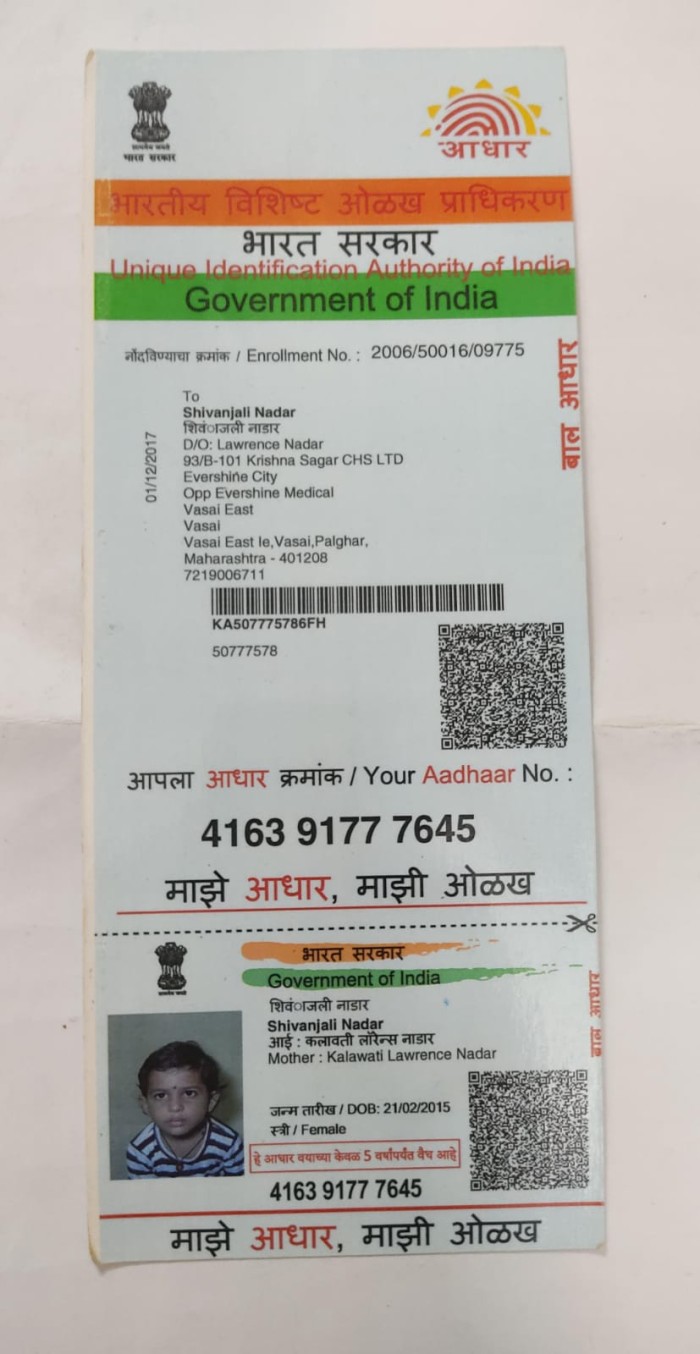 भारत सरकार
आधार
भारतीय विशिष्ट ओळख प्राधिकरण
भारत सरकार
Unique Identification Authority of India
Government of India
नोंदविण्याचा क्रमांक / Enrollment No. : 2006/50016/09775
बाल आधार
01/12/2017
To
Shivanjali Nadar
शिवंाजली नाडार
D/O: Lawrence Nadar
93/B-101 Krishna Sagar CHS LTD
Evershine City
Opp Evershine Medical
Vasai East
Vasai
Vasai East Ie,Vasai,Palghar,
Maharashtra - 401208
7219006711
KA507775786FH
50777578
आपला आधार क्रमांक / Your Aadhaar No. :
4163 9177 7645
माझे आधार, माझी ओळख
भारत सरकार
Government of India
बाल आधार
शिवंाजली नाडार
Shivanjali Nadar
आई : कलावती लॉरेन्स नाडार
Mother : Kalawati Lawrence Nadar
जन्म तारीख / DOB: 21/02/2015
स्त्री / Female
हे आधार वयाच्या केवळ 5 वर्षांपर्यंत वैध आहे
4163 9177 7645
माझे आधार, माझी ओळख